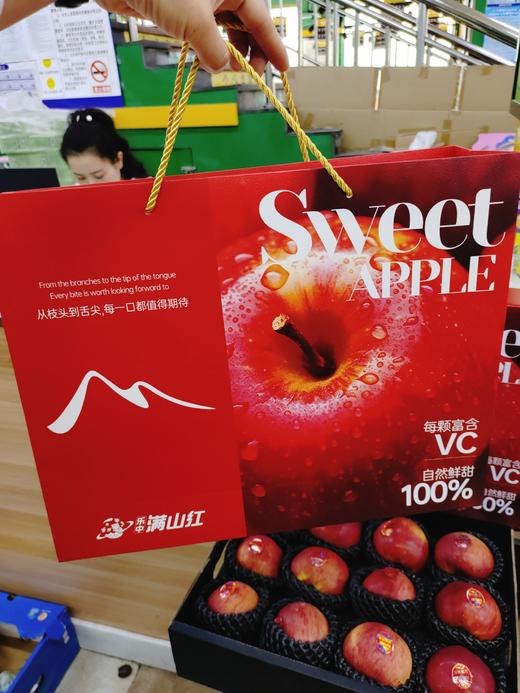 Sweet
APPLE
From the branches to the tip of the tongue
Every bite is worth looking forward to
从枝头到舌尖,每一口都值得期待
每颗富含
VC
自然鲜甜
100%
乐中
满山红